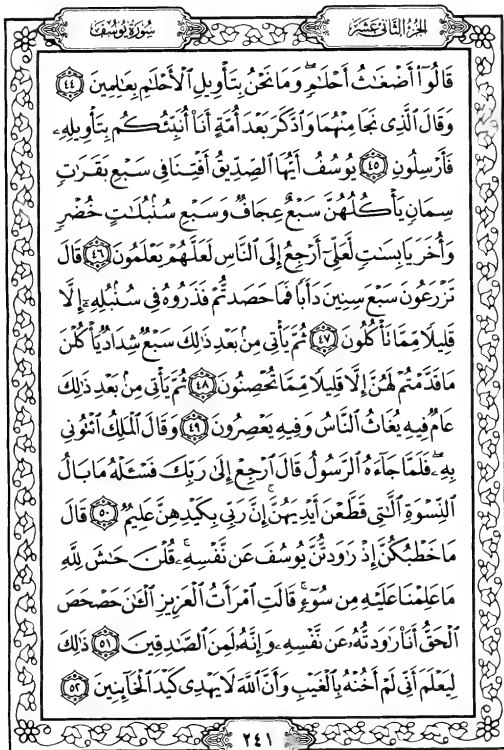 الجزء الثاني عشر
سورة يوسف
قَالُوٓا۟ أَضْغَٰثُ أَحْلَٰمٍۢ ۖ وَمَا نَحْنُ بِتَأْوِيلِ ٱلْأَحْلَٰمِ بِعَٰلِمِينَ ٤٤
وَقَالَ ٱلَّذِى نَجَا مِنْهُمَا وَٱدَّكَرَ بَعْدَ أُمَّةٍ أَنَا۠ أُنَبِّئُكُم بِتَأْوِيلِهِۦ
فَأَرْسِلُونِ ٤٥ يُوسُفُ أَيُّهَا ٱلصِّدِّيقُ أَفْتِنَا فِى سَبْعِ بَقَرَٰتٍۢ
سِمَانٍۢ يَأْكُلُهُنَّ سَبْعٌ عِجَافٌۭ وَسَبْعِ سُنۢبُلَٰتٍ خُضْرٍۢ
وَأُخَرَ يَابِسَٰتٍۢ لَّعَلِّىٓ أَرْجِعُ إِلَى ٱلنَّاسِ لَعَلَّهُمْ يَعْلَمُونَ ٤٦ قَالَ
تَزْرَعُونَ سَبْعَ سِنِينَ دَأَبًۭا فَمَا حَصَدتُّمْ فَذَرُوهُ فِى سُنۢبُلِهِۦٓ إِلَّا
قَلِيلًۭا مِّمَّا تَأْكُلُونَ ٤٧ ثُمَّ يَأْتِى مِنۢ بَعْدِ ذَٰلِكَ سَبْعٌۭ شِدَادٌۭ يَأْكُلْنَ
مَا قَدَّمْتُمْ لَهُنَّ إِلَّا قَلِيلًۭا مِّمَّا تُحْصِنُونَ ٤٨ ثُمَّ يَأْتِى مِنۢ بَعْدِ ذَٰلِكَ
عَامٌۭ فِيهِ يُغَاثُ ٱلنَّاسُ وَفِيهِ يَعْصِرُونَ ٤٩ وَقَالَ ٱلْمَلِكُ ٱئْتُونِى
بِهِۦ ۖ فَلَمَّا جَآءَهُ ٱلرَّسُولُ قَالَ ٱرْجِعْ إِلَىٰ رَبِّكَ فَسْـَٔلْهُ مَا بَالُ
ٱلنِّسْوَةِ ٱلَّٰتِى قَطَّعْنَ أَيْدِيَهُنَّ ۚ إِنَّ رَبِّى بِكَيْدِهِنَّ عَلِيمٌۭ ٥٠ قَالَ
مَا خَطْبُكُنَّ إِذْ رَٰوَدتُّنَّ يُوسُفَ عَن نَّفْسِهِۦ ۚ قُلْنَ حَٰشَ لِلَّهِ
مَا عَلِمْنَا عَلَيْهِ مِن سُوٓءٍۢ ۚ قَالَتِ ٱمْرَأَتُ ٱلْعَزِيزِ ٱلْـَٰٔنَ حَصْحَصَ
ٱلْحَقُّ أَنَا۠ رَٰوَدتُّهُۥ عَن نَّفْسِهِۦ وَإِنَّهُۥ لَمِنَ ٱلصَّٰدِقِينَ ٥١ ذَٰلِكَ
لِيَعْلَمَ أَنِّى لَمْ أَخُنْهُ بِٱلْغَيْبِ وَأَنَّ ٱللَّهَ لَا يَهْدِى كَيْدَ ٱلْخَآئِنِينَ ٥٢
٢٤١